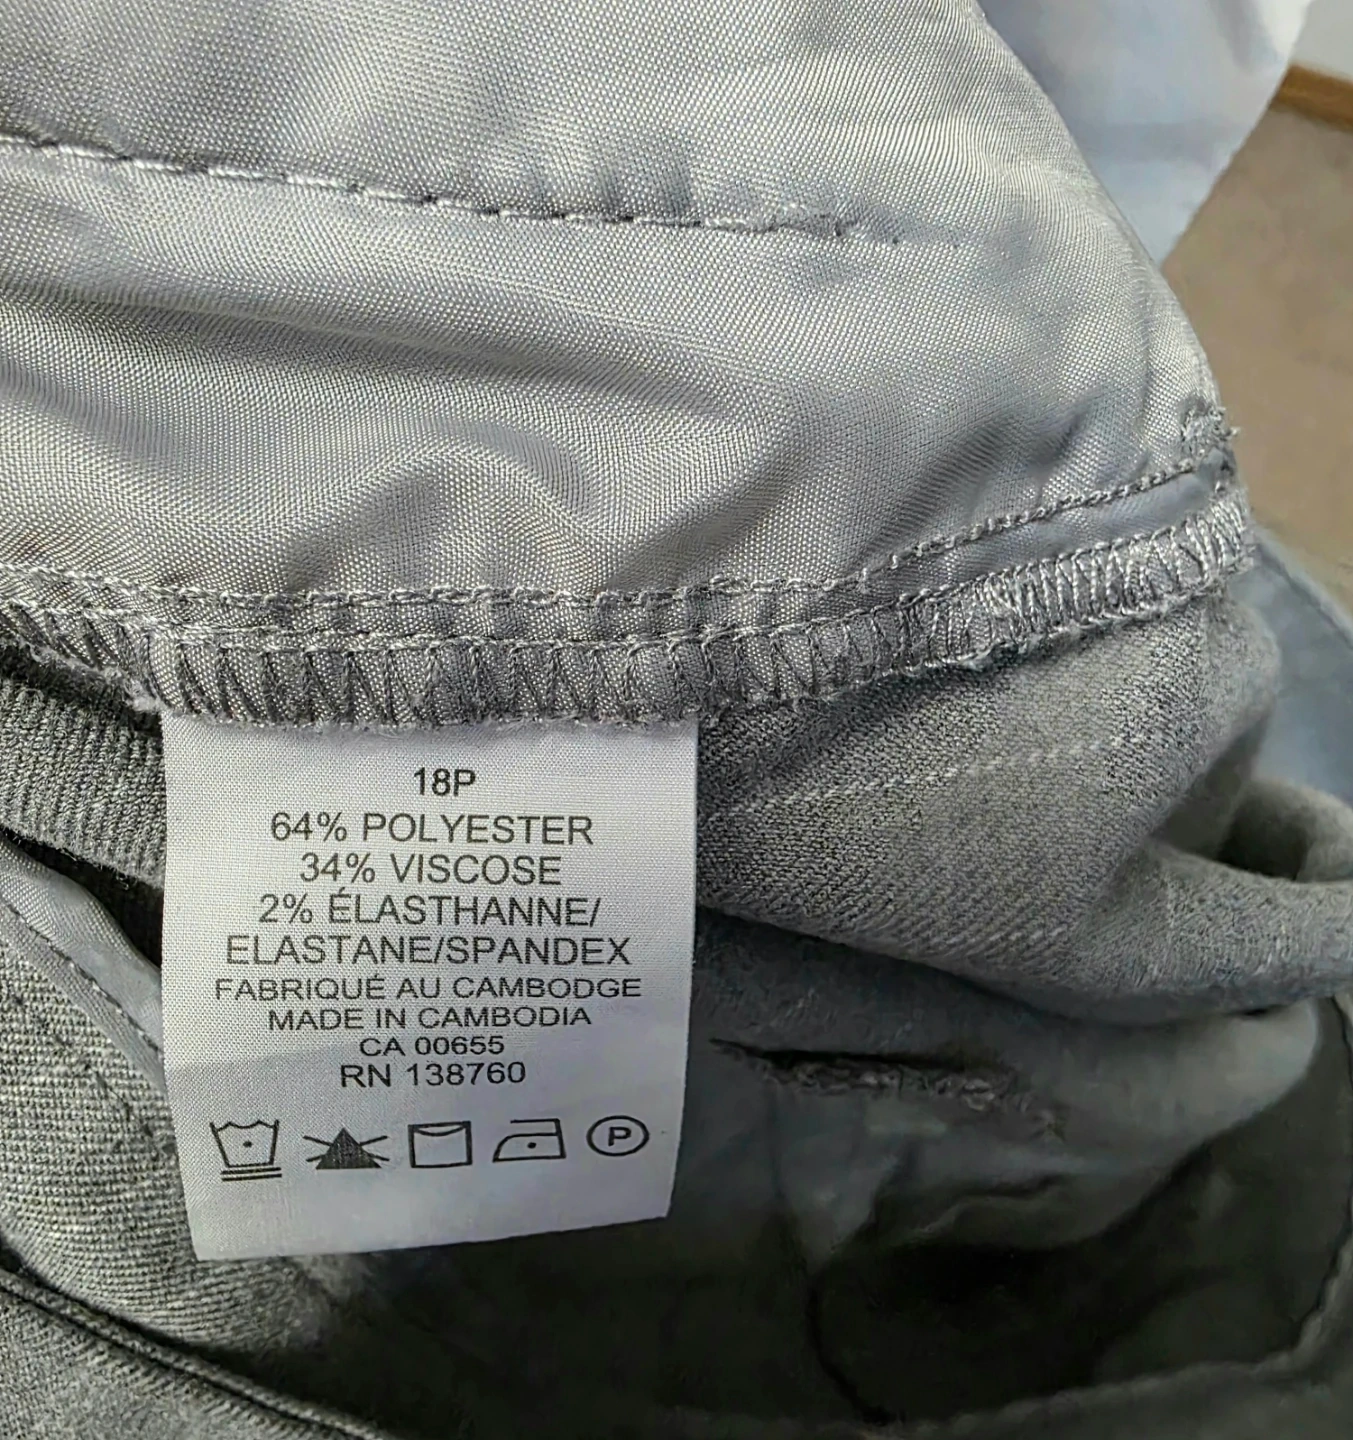 18P
64% POLYESTER
34% VISCOSE
2% ÉLASTHANNE/
ELASTANE/SPANDEX
FABRIQUÉ AU CAMBODGE
MADE IN CAMBODIA
CA 00655
RN 138760
P